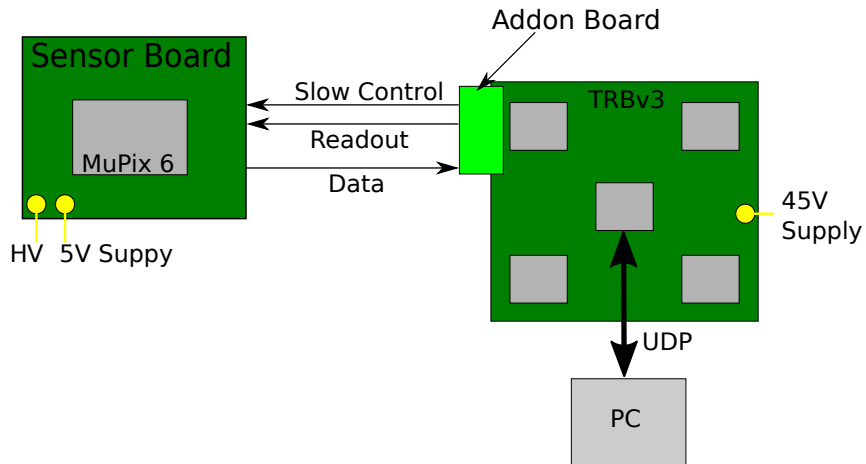 Addon Board
Sensor Board
Slow Control
TRBv3
Readout
MuPix 6
Data
45V
Supply
HV
5V Suppy
UDP
PC